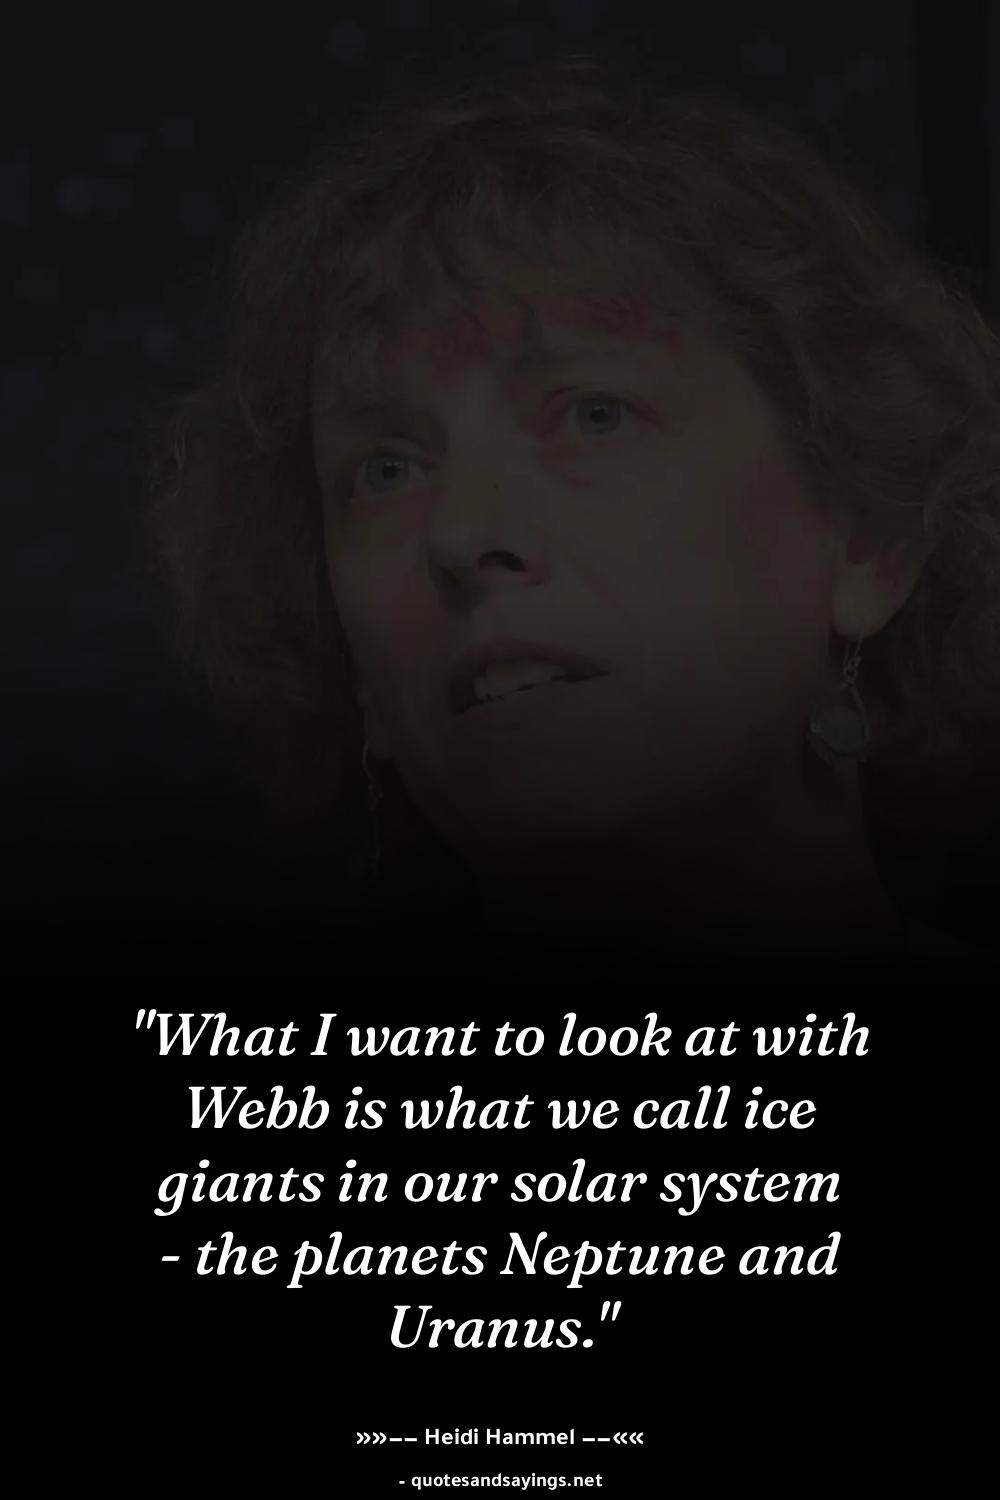 "What I want to look at with
Webb is what we call ice
giants in our solar system
- the planets Neptune and
Uranus."
»»–– Heidi Hammel ––««
- quotesandsayings.net